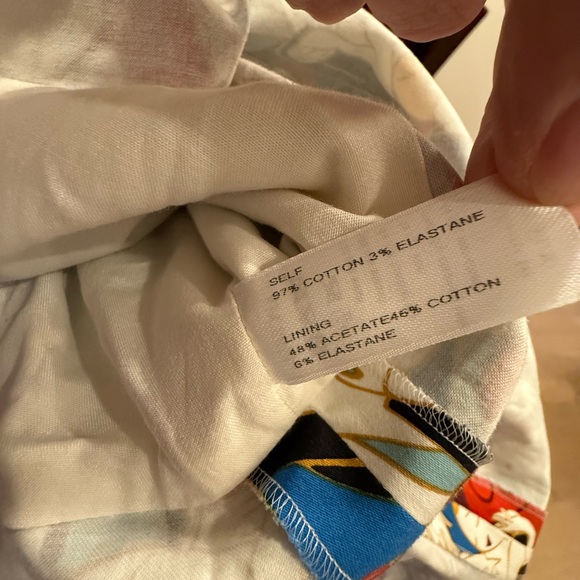 SELF
97% COTTON 3% ELASTANE
LINING
48% ACETATE46% COTTON
6% ELASTANE